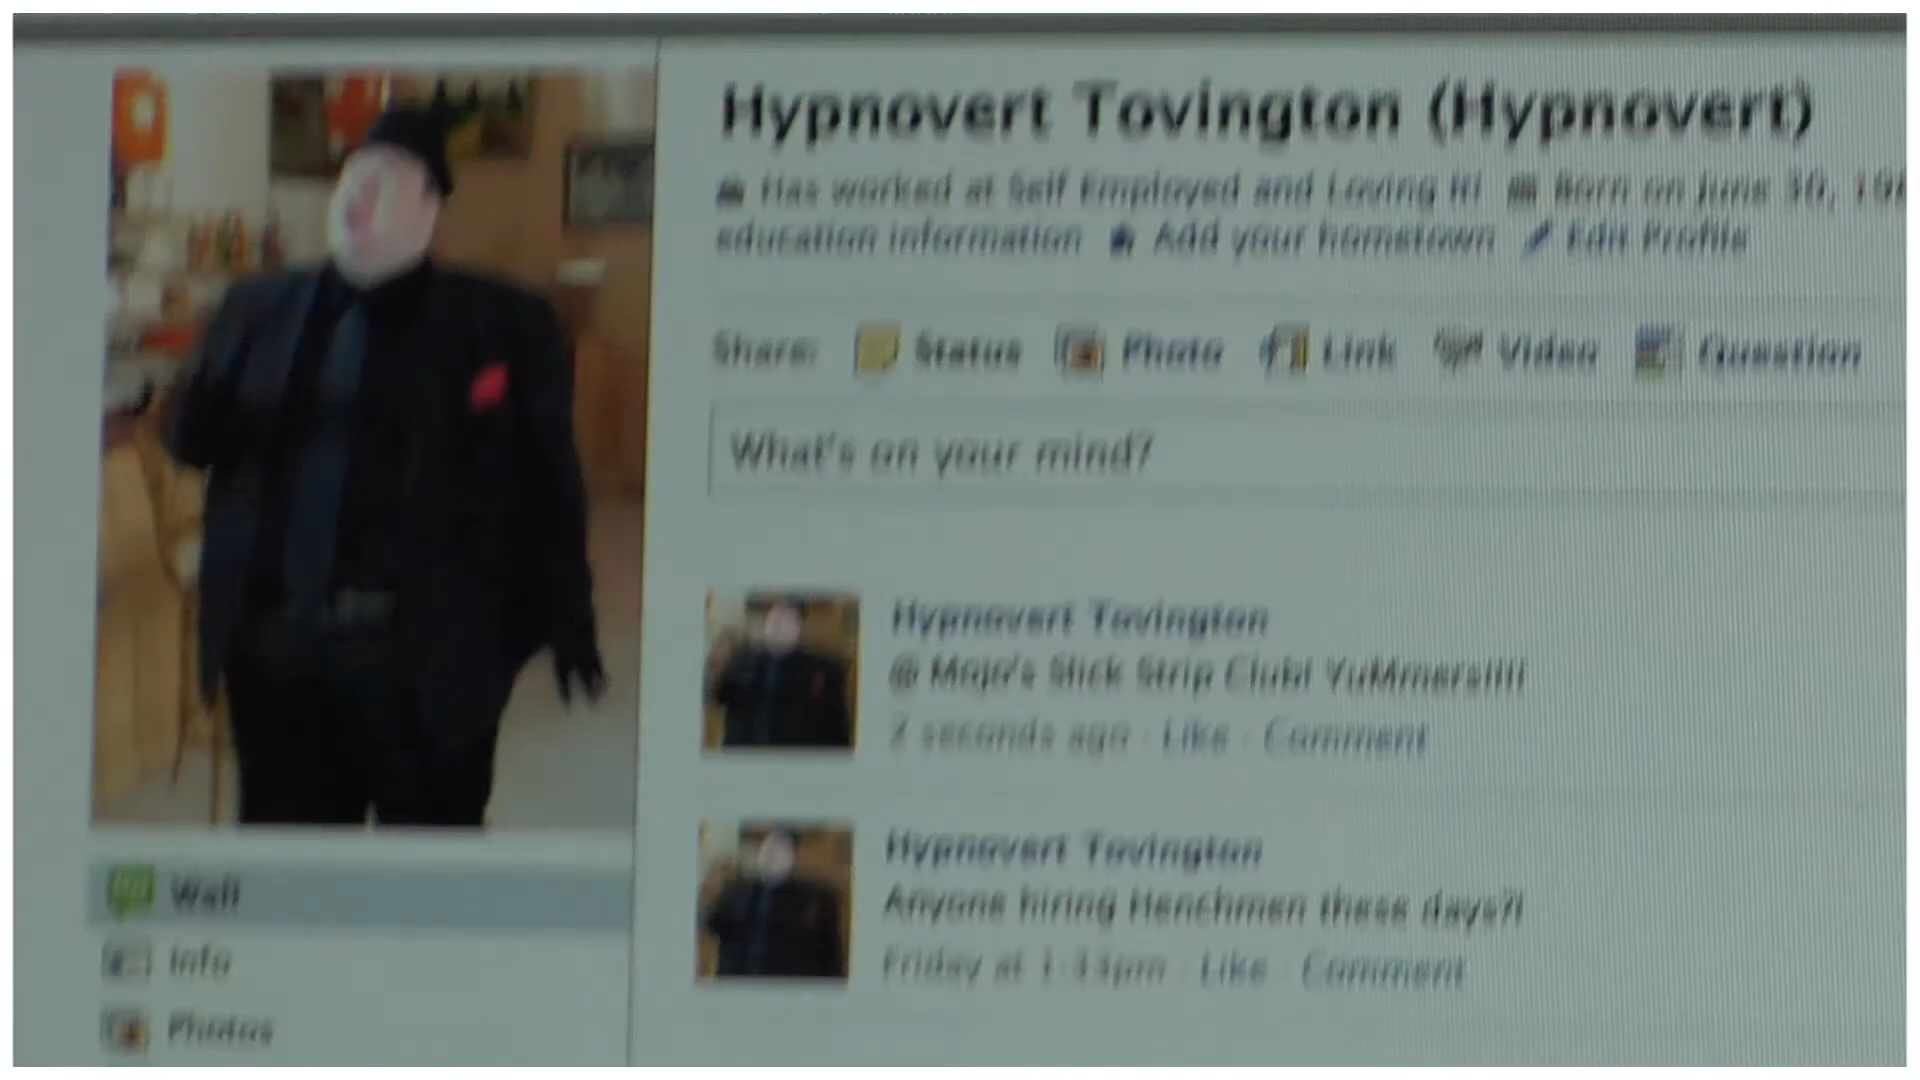 Hypnovert Tovington (Hypnovert)
Has worked at Self Employed and Loving It! Born on June 30, 198
education information Add your hometown Edit Profile
Share: Status Photo Link Video Question
What's on your mind?
Hypnovert Tovington
@ Mojo's Slick Strip Club! YuMmers!!!!
2 seconds ago · Like · Comment
Hypnovert Tovington
Anyone hiring Henchmen these days?!
Friday at 1:33pm · Like · Comment
Wall
Info
Photos